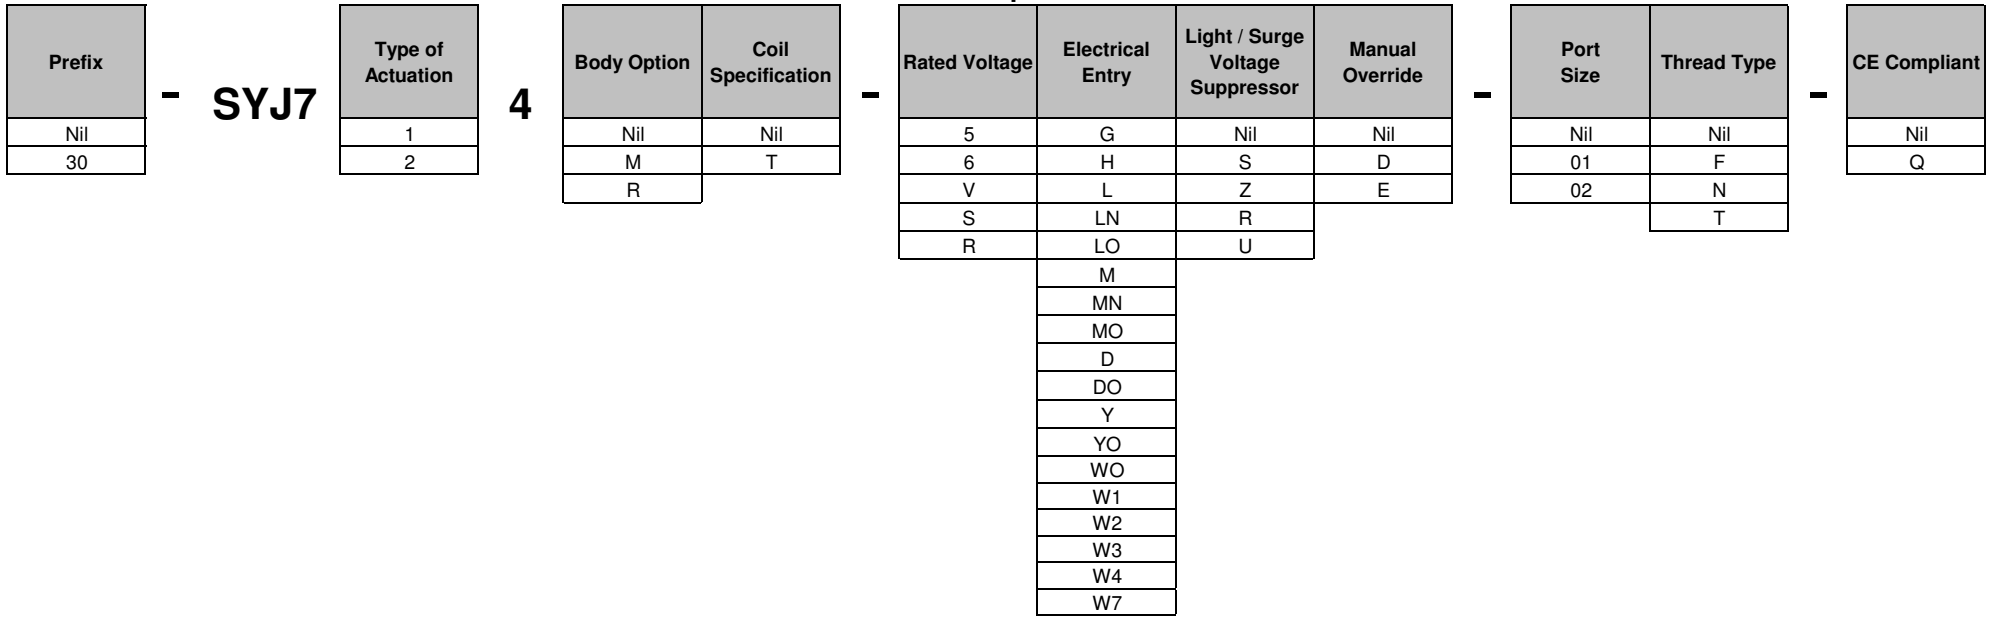 Prefix
Type of
Actuation
Body Option
Coil
Specification
Rated Voltage
Electrical
Entry
Light / Surge
Voltage
Suppressor
Manual
Override
Port
Size
Thread Type
CE Compliant
- SYJ7 4 - - -
Nil 1 Nil Nil 5 G Nil Nil Nil Nil Nil
30 2 M T 6 H S D 01 F Q
R V L Z E 02 N
S LN R T
R LO U
M
MN
MO
D
DO
Y
YO
WO
W1
W2
W3
W4
W7